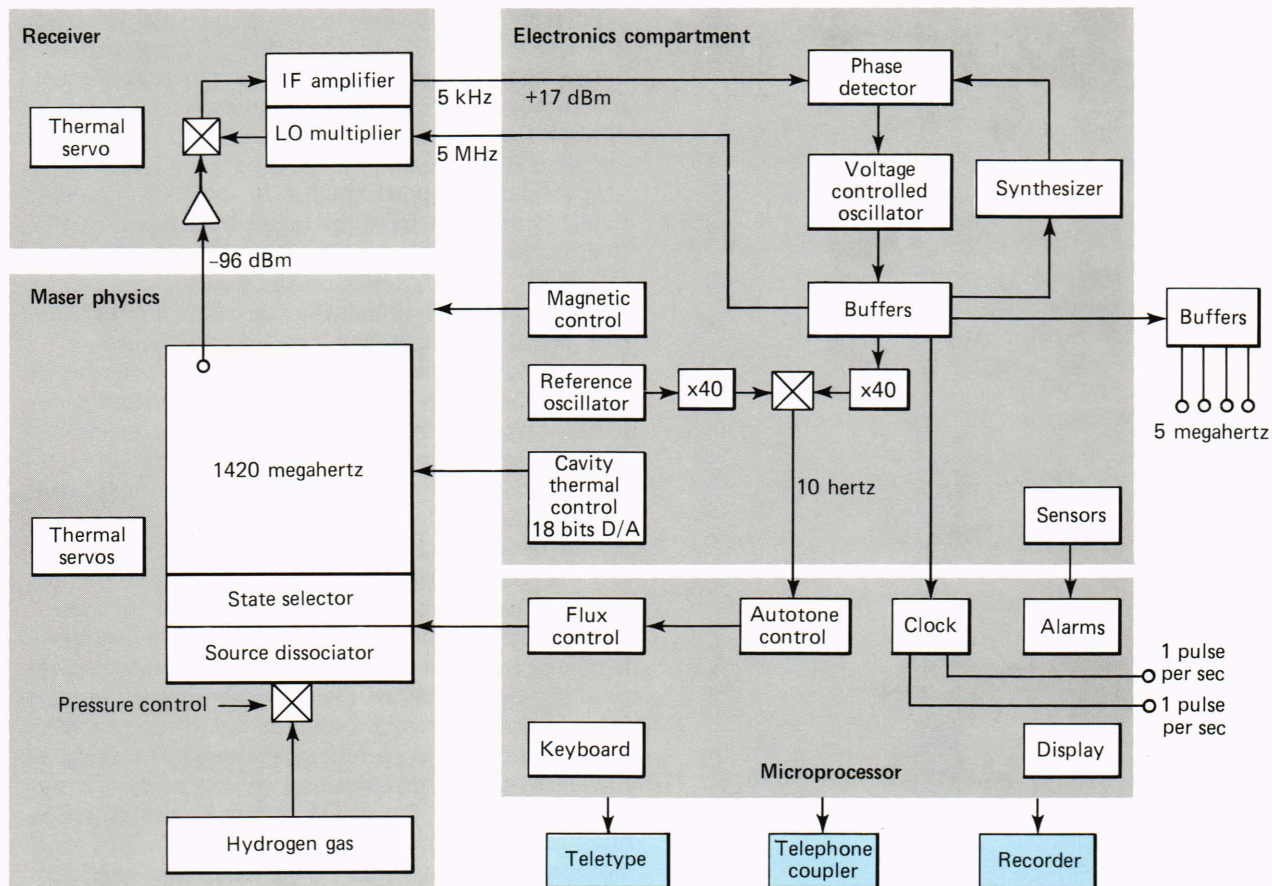 Receiver
Thermal
servo
IF amplifier
LO multiplier
5 kHz
+17 dBm
5 MHz
–96 dBm
Electronics compartment
Phase
detector
Voltage
controlled
oscillator
Synthesizer
Buffers
Magnetic
control
Reference
oscillator
x40
x40
Cavity
thermal
control
18 bits D/A
10 hertz
Sensors
Buffers
5 megahertz
Maser physics
1420 megahertz
Thermal
servos
State selector
Source dissociator
Pressure control
Hydrogen gas
Flux
control
Autotone
control
Clock
Alarms
1 pulse
per sec
1 pulse
per sec
Keyboard
Microprocessor
Display
Teletype
Telephone
coupler
Recorder